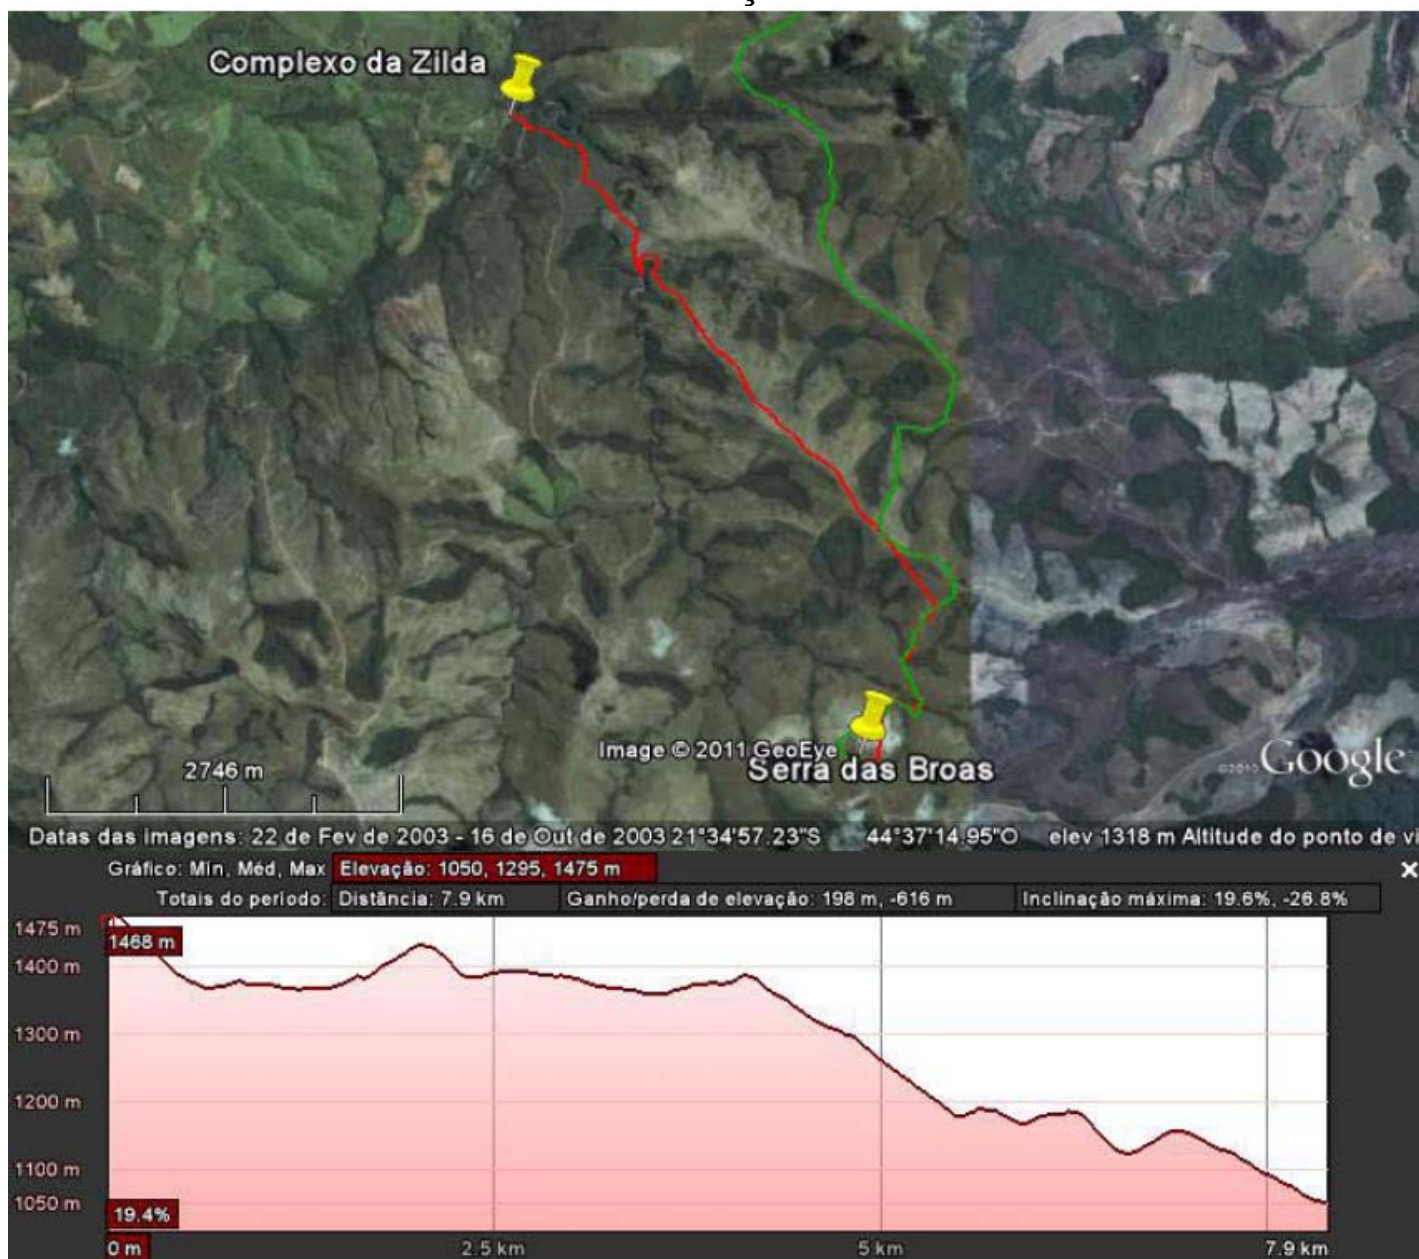 Complexo da Zilda
Image © 2011 GeoEye
Serra das Broas
2746 m
©2010 Google
Datas das imagens: 22 de Fev de 2003 - 16 de Out de 2003 21°34'57.23"S 44°37'14.95"O elev 1318 m Altitude do ponto de vi
Gráfico: Mín, Méd, Max Elevação: 1050, 1295, 1475 m
Totais do período: Distância: 7.9 km Ganho/perda de elevação: 198 m, -616 m Inclinação máxima: 19.6%, -26.8%
1475 m
1468 m
1400 m
1300 m
1200 m
1100 m
1050 m
19.4%
0 m 2.5 km 5 km 7.9 km